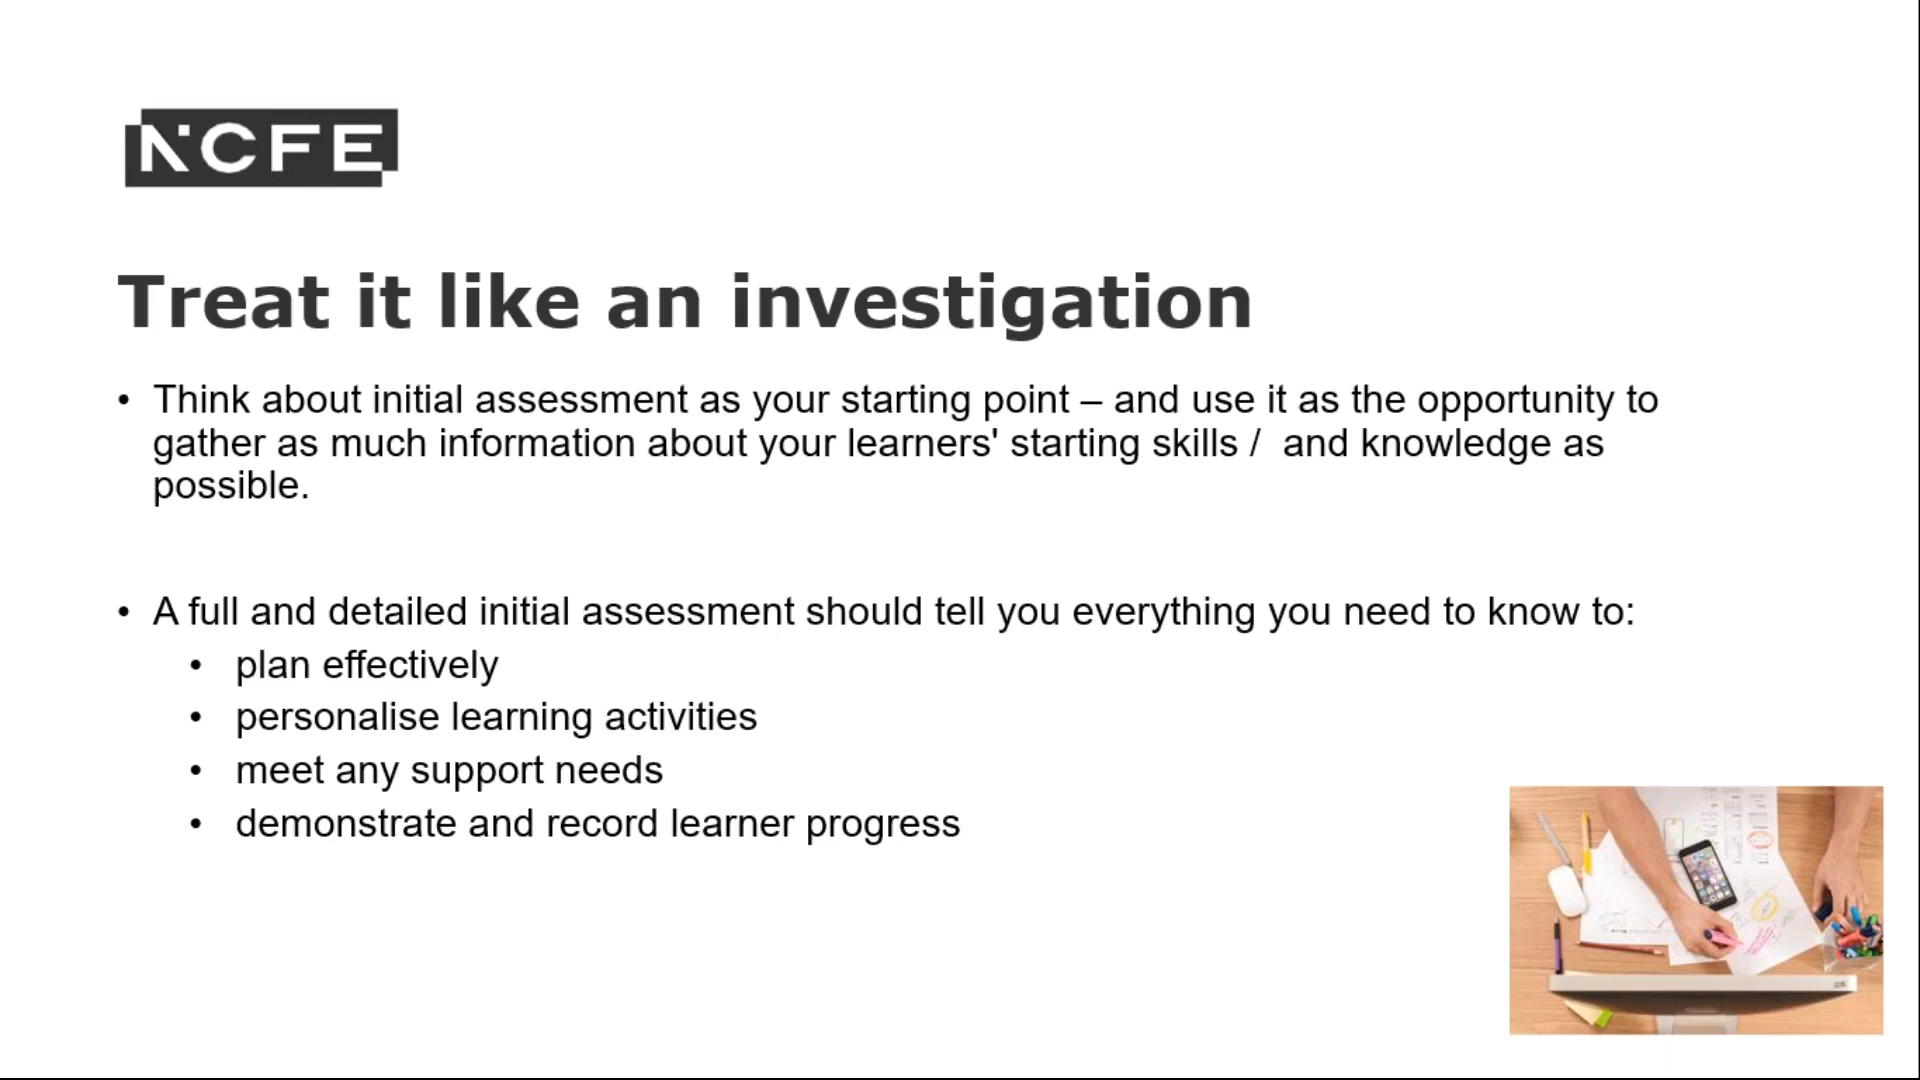 NCFE
Treat it like an investigation
• Think about initial assessment as your starting point – and use it as the opportunity to
gather as much information about your learners' starting skills /  and knowledge as
possible.
• A full and detailed initial assessment should tell you everything you need to know to:
• plan effectively
• personalise learning activities
• meet any support needs
• demonstrate and record learner progress